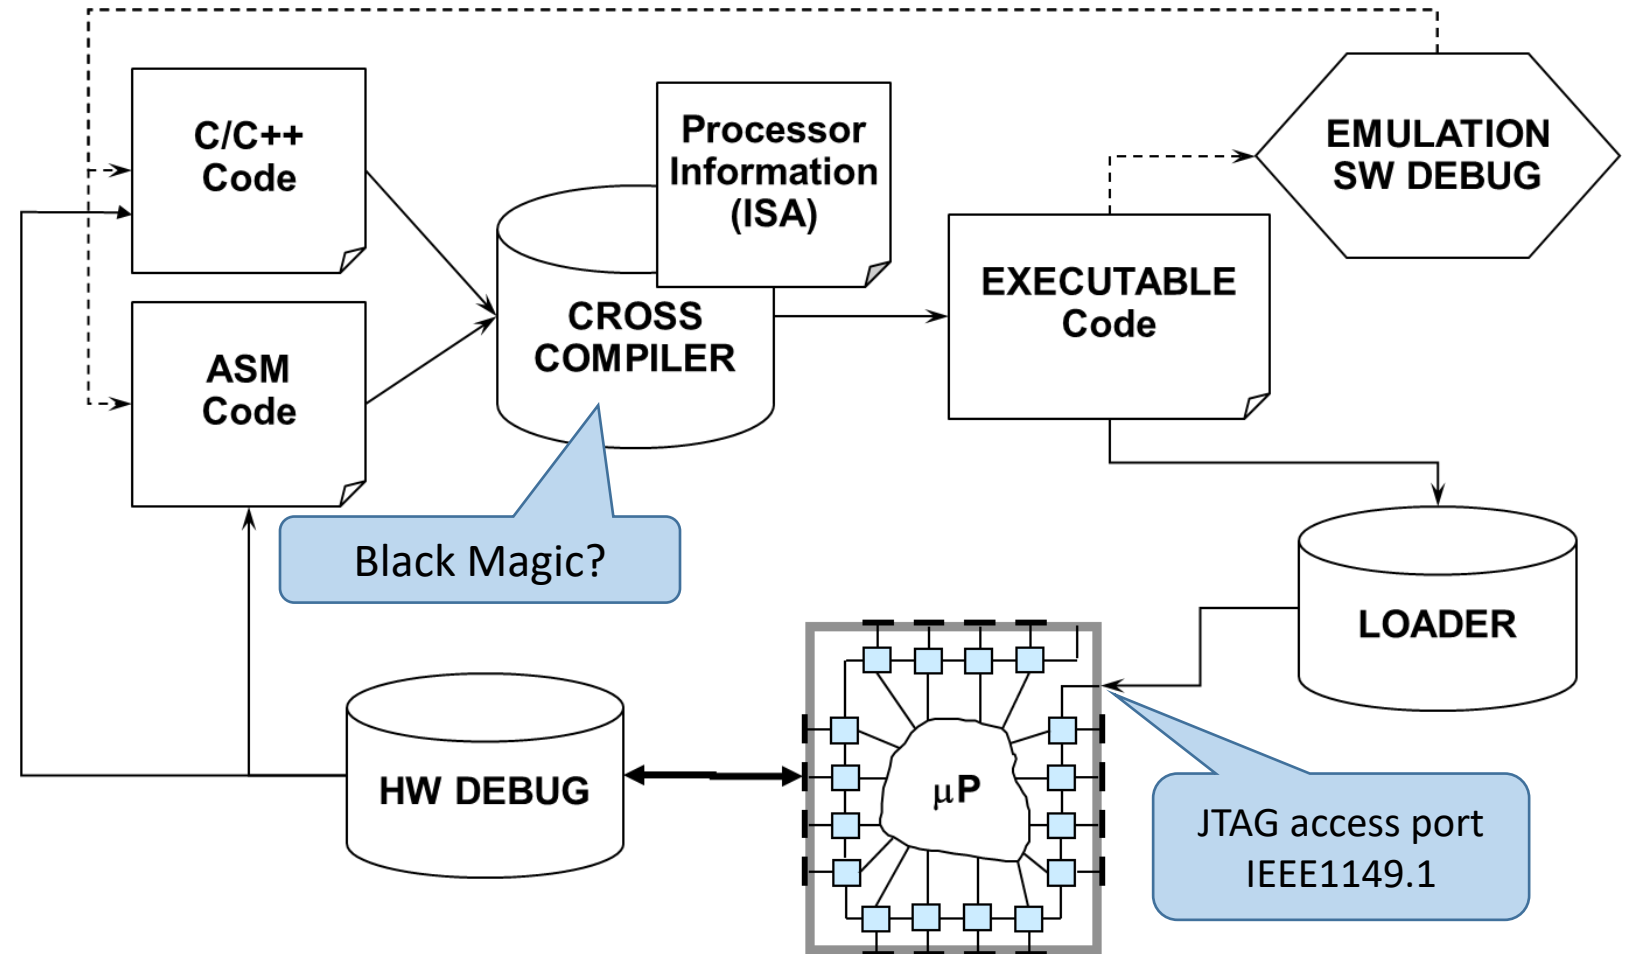 C/C++
Code
Processor
Information
(ISA)
EMULATION
SW DEBUG
EXECUTABLE
Code
CROSS
COMPILER
ASM
Code
Black Magic?
LOADER
HW DEBUG
μP
JTAG access port
IEEE1149.1